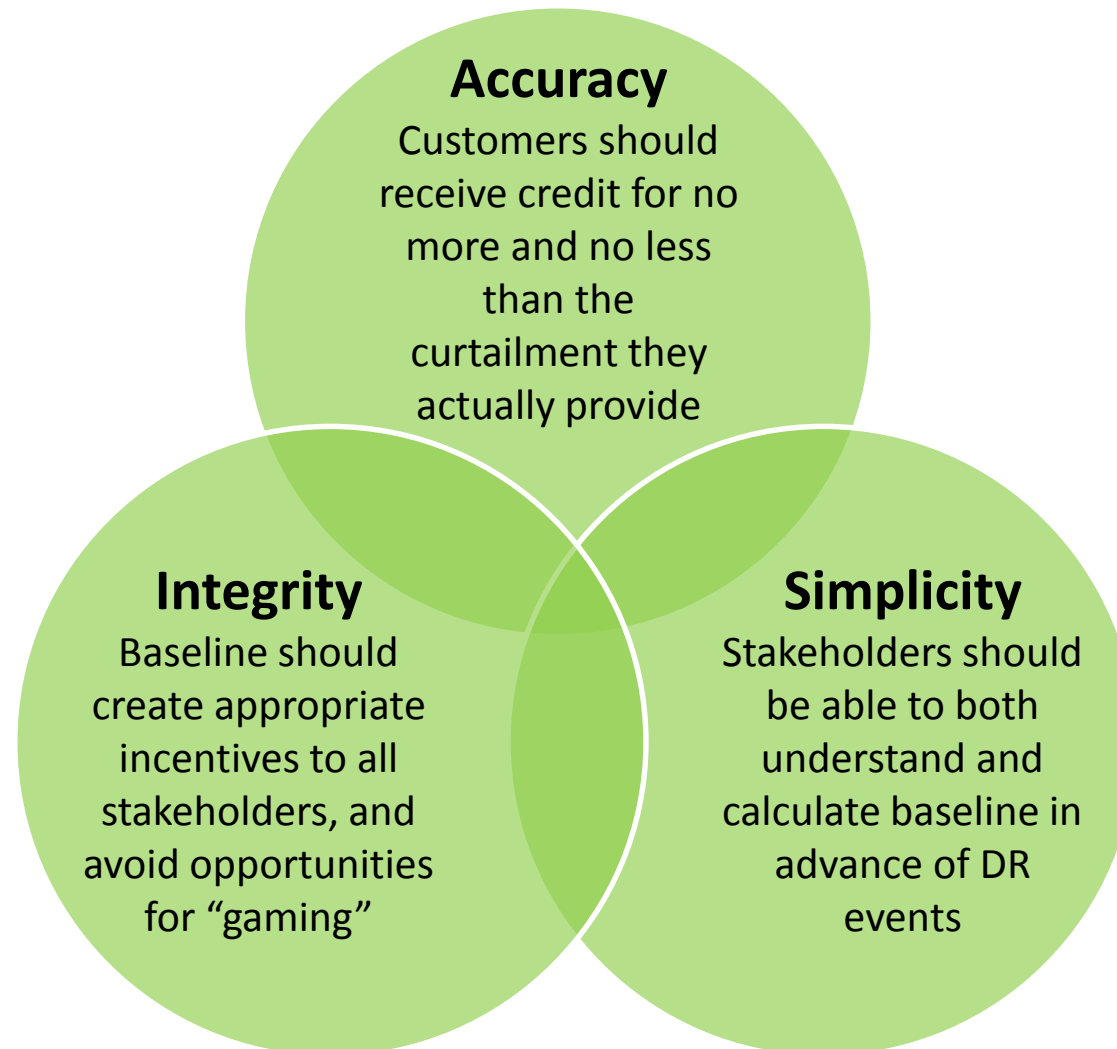 Accuracy
Customers should
receive credit for no
more and no less
than the
curtailment they
actually provide
Integrity
Baseline should
create appropriate
incentives to all
stakeholders, and
avoid opportunities
for “gaming”
Simplicity
Stakeholders should
be able to both
understand and
calculate baseline in
advance of DR
events